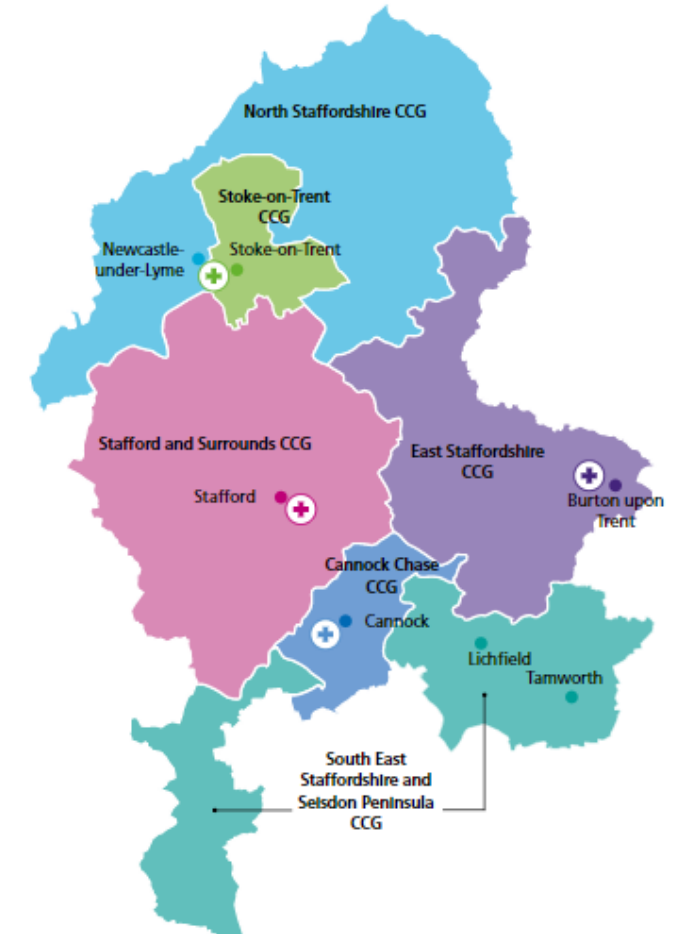 North Staffordshire CCG
Stoke-on-Trent
CCG
Newcastle-
under-Lyme
Stoke-on-Trent
Stafford and Surrounds CCG
East Staffordshire
CCG
Stafford
Burton upon
Trent
Cannock Chase
CCG
Cannock
Lichfield
Tamworth
South East
Staffordshire and
Seisdon Peninsula
CCG